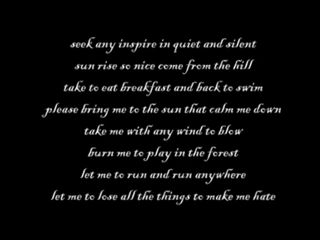 seek any inspire in quiet and silent
sun rise so nice come from the hill
take to eat breakfast and back to swim
please bring me to the sun that calm me down
take me with any wind to blow
burn me to play in the forest
let me to run and run anywhere
let me to lose all the things to make me hate